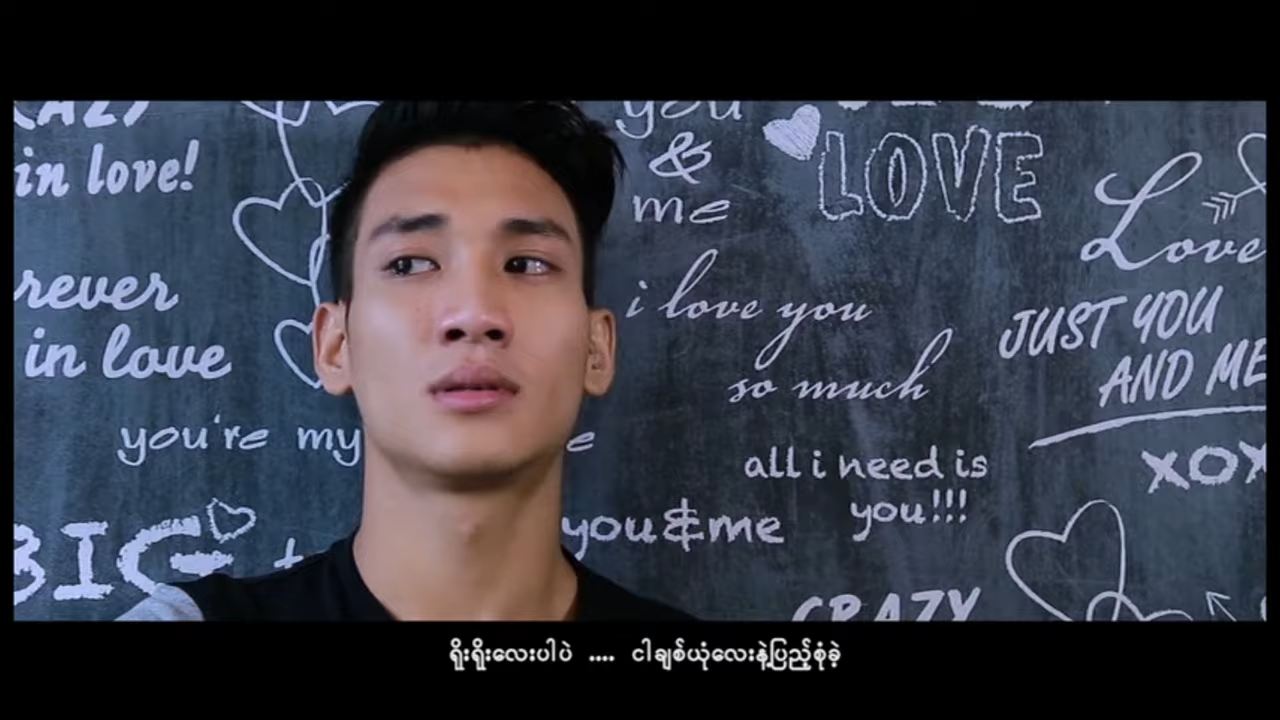 in love!
you
&
me
LOVE
Love
rever
in love
i love you
so much
JUST YOU
AND ME
you're my
all i need is
you!!!
XOX
BIG
you&me
CRAZY
ရိုးရိုးလေးပါပဲ .... ငါချစ်ယုံလေးနဲ့ပြည့်စုံခဲ့